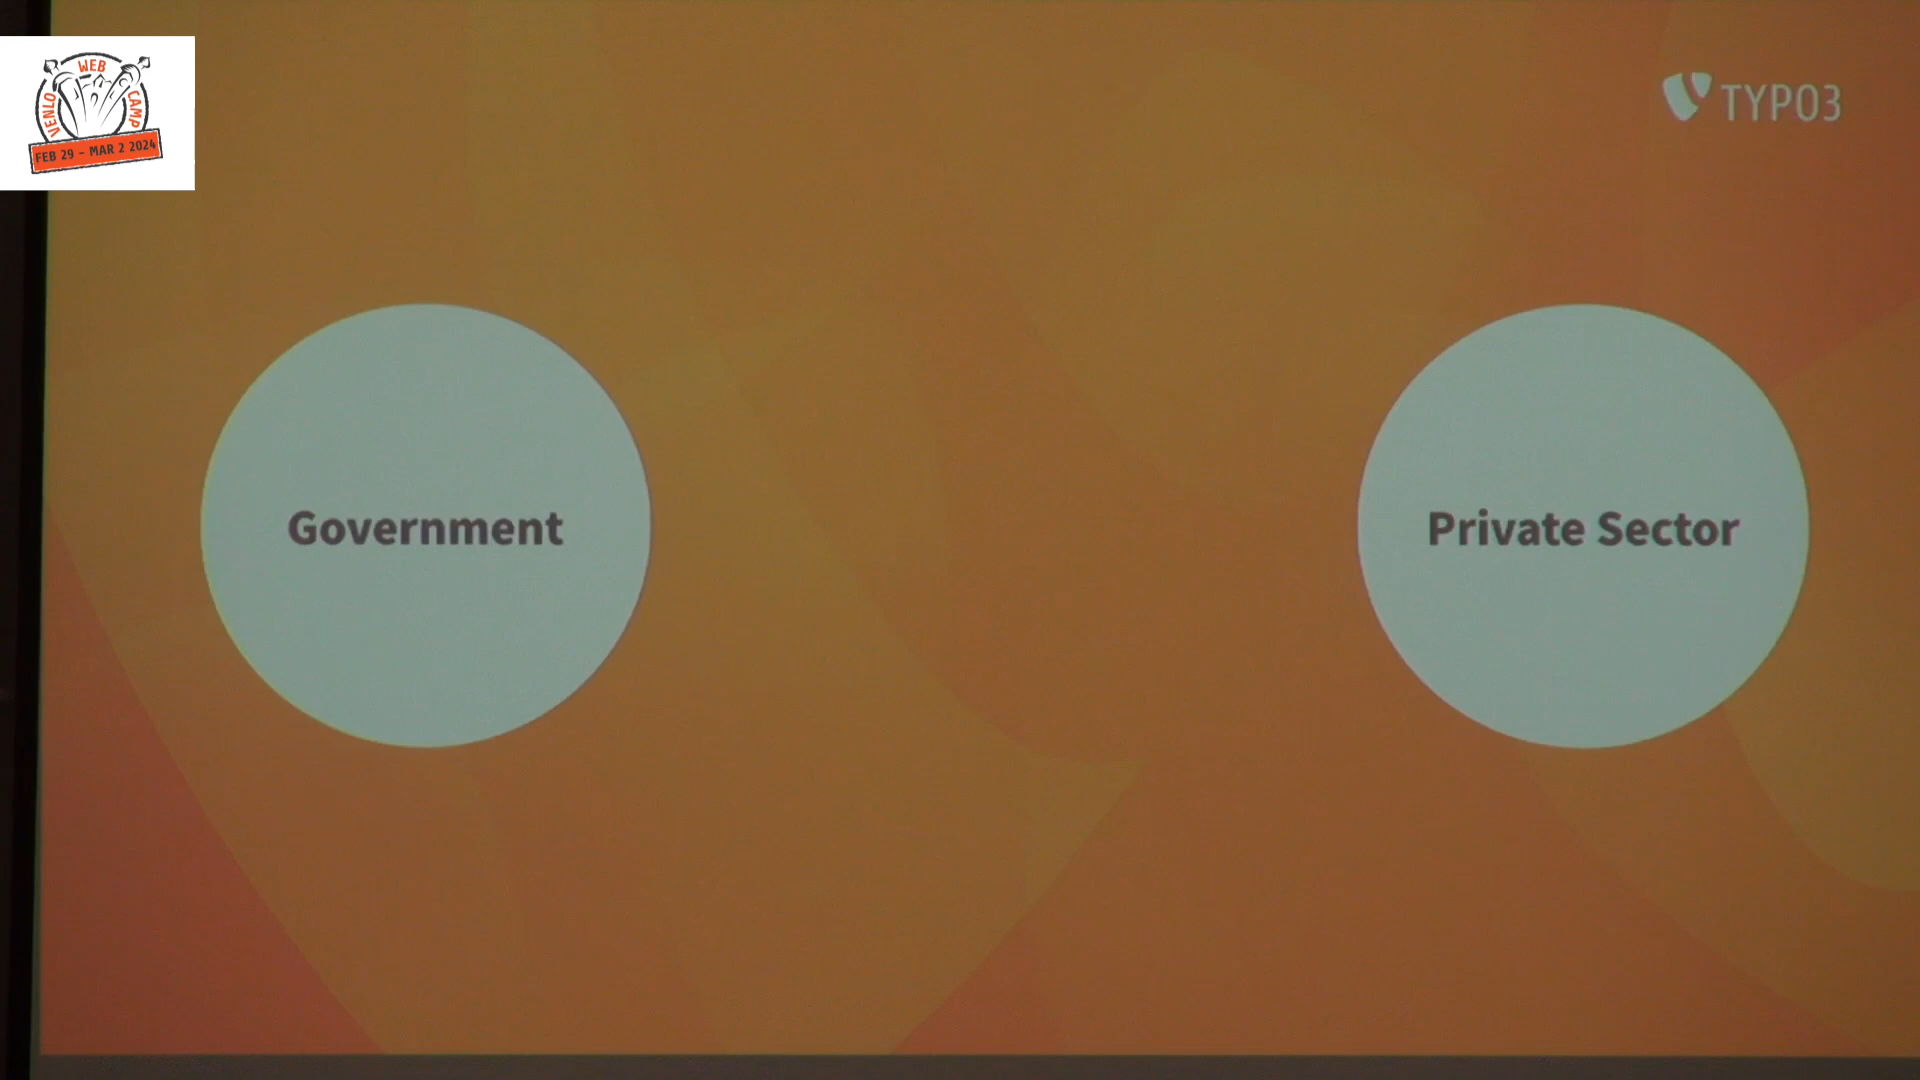 VENLO
WEB
CAMP
FEB 29 - MAR 2 2024
TYPO3
Government
Private Sector